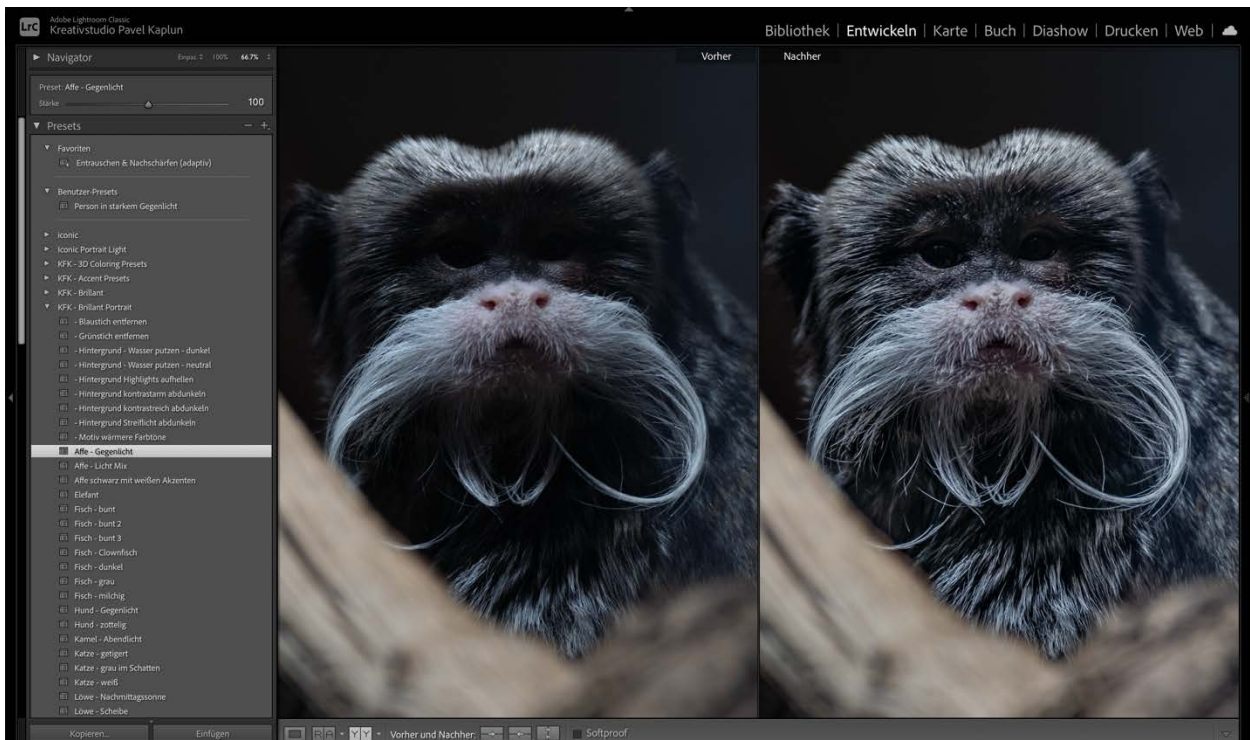 LrC
Adobe Lightroom Classic
Kreativstudio Pavel Kaplun
Bibliothek | Entwickeln | Karte | Buch | Diashow | Drucken | Web |
Navigator
100%
66.7%
Preset: Affe - Gegenlicht
Stärke 100
Presets
Favoriten
Entrauschen & Nachschärfen (adaptiv)
Benutzer-Presets
Person in starkem Gegenlicht
iconic
Iconic Portrait Light
KFK - 3D Coloring Presets
KFK - Accent Presets
KFK - Brillant
KFK - Brillant Portrait
- Blaustich entfernen
- Grünstich entfernen
- Hintergrund - Wasser putzen - dunkel
- Hintergrund - Wasser putzen - neutral
- Hintergrund Highlights aufhellen
- Hintergrund kontrastarm abdunkeln
- Hintergrund kontrastreich abdunkeln
- Hintergrund Streiflicht abdunkeln
- Motiv wärmere Farbtöne
Affe - Gegenlicht
Affe - Licht Mix
Affe schwarz mit weißen Akzenten
Elefant
Fisch - bunt
Fisch - bunt 2
Fisch - bunt 3
Fisch - Clownfisch
Fisch - dunkel
Fisch - grau
Fisch - milchig
Hund - Gegenlicht
Hund - zottelig
Kamel - Abendlicht
Katze - getigert
Katze - grau im Schatten
Katze - weiß
Löwe - Nachmittagssonne
Löwe - Scheibe
Kopieren...
Einfügen
Vorher
Nachher
R A
Y Y
Vorher und Nachher:
Softproof